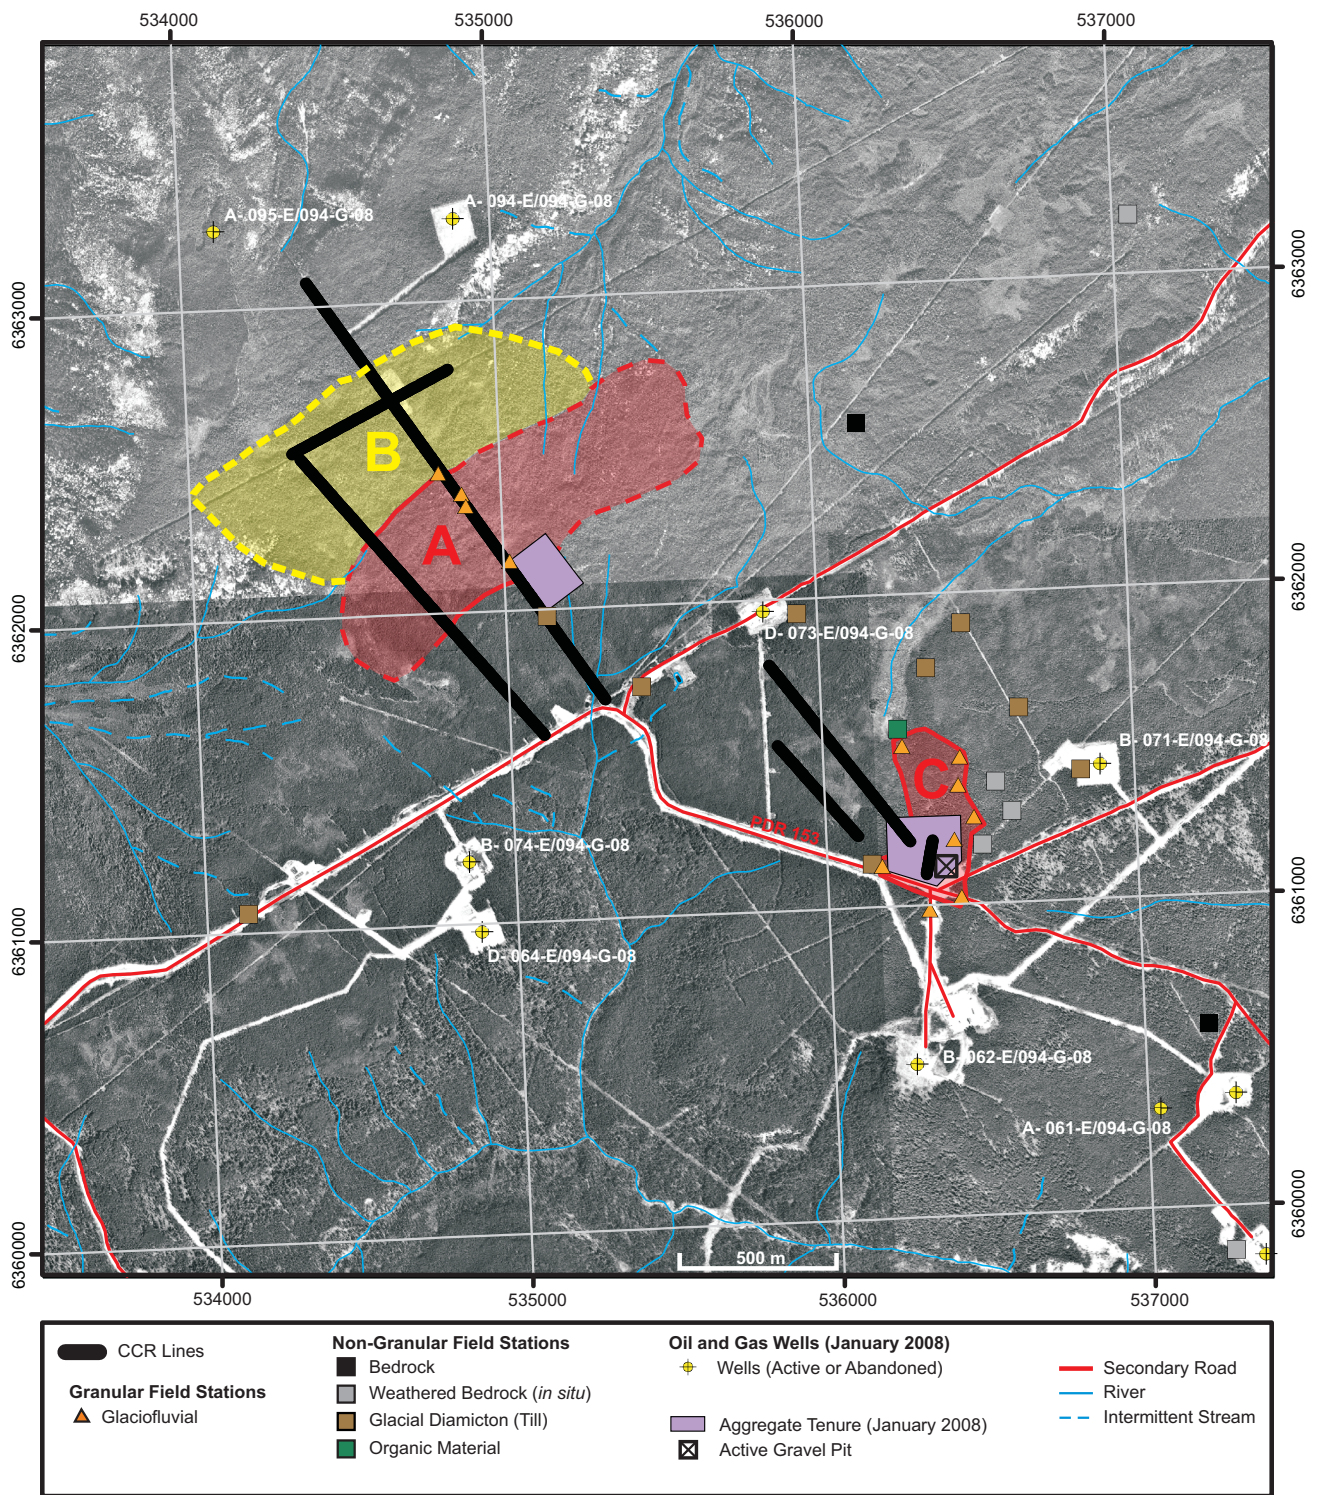 534000
535000
536000
537000
A- 095-E/094-G-08
A- 094-E/094-G-08
6363000
6363000
B
A
6362000
6362000
D- 073-E/094-G-08
B- 071-E/094-G-08
C
PDR 153
B- 074-E/094-G-08
6361000
6361000
D- 064-E/094-G-08
B- 062-E/094-G-08
A- 061-E/094-G-08
6360000
6360000
500 m
534000
535000
536000
537000
CCR Lines
Granular Field Stations
Glaciofluvial
Non-Granular Field Stations
Bedrock
Weathered Bedrock (in situ)
Glacial Diamicton (Till)
Organic Material
Oil and Gas Wells (January 2008)
Wells (Active or Abandoned)
Aggregate Tenure (January 2008)
Active Gravel Pit
Secondary Road
River
Intermittent Stream